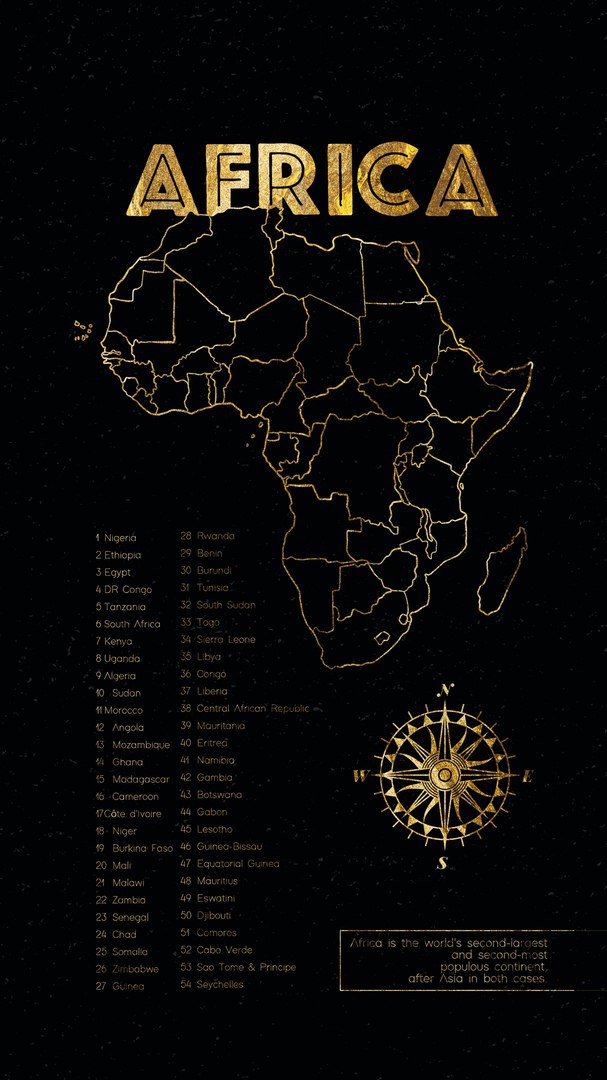 AFRICA
1 Nigeria
2 Ethiopia
3 Egypt
4 DR Congo
5 Tanzania
6 South Africa
7 Kenya
8 Uganda
9 Algeria
10 Sudan
11 Morocco
12 Angola
13 Mozambique
14 Ghana
15 Madagascar
16 Cameroon
17 Côte d'Ivoire
18 Niger
19 Burkina Faso
20 Mali
21 Malawi
22 Zambia
23 Senegal
24 Chad
25 Somalia
26 Zimbabwe
27 Guinea
28 Rwanda
29 Benin
30 Burundi
31 Tunisia
32 South Sudan
33 Togo
34 Sierra Leone
35 Libya
36 Congo
37 Liberia
38 Central African Republic
39 Mauritania
40 Eritrea
41 Namibia
42 Gambia
43 Botswana
44 Gabon
45 Lesotho
46 Guinea-Bissau
47 Equatorial Guinea
48 Mauritius
49 Eswatini
50 Djibouti
51 Comoros
52 Cabo Verde
53 Sao Tome & Principe
54 Seychelles
N
W E
S
Africa is the world's second-largest
and second-most
populous continent,
after Asia in both cases.